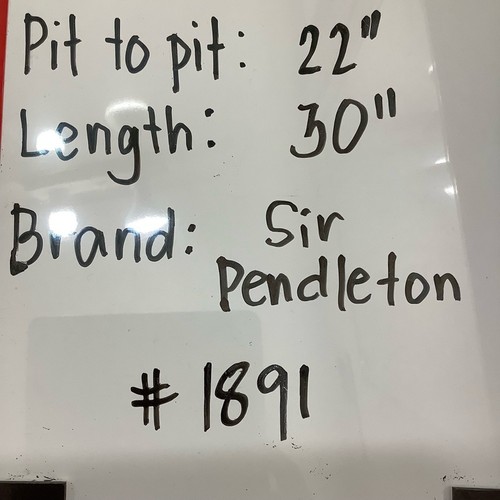 Pit to pit: 22"
Length: 30"
Brand: Sir
Pendleton
# 1891